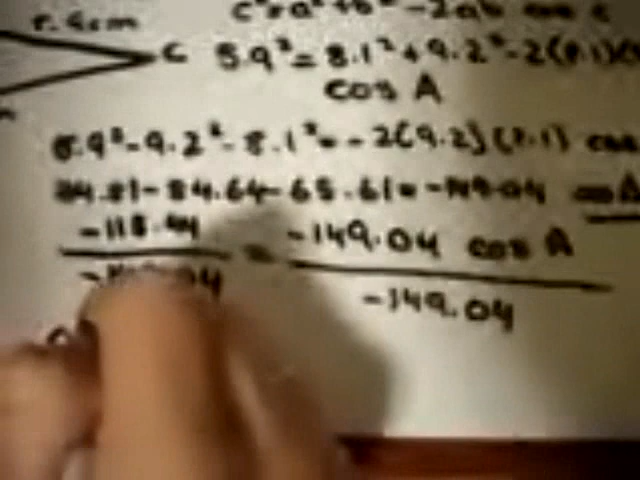 c² = a² + b² - 2ab cos c
C 5.9² = 8.1² + 9.2² - 2(8.1)(
cos A
5.9² - 9.2² - 8.1² = - 2(9.2)(8.1) cos
34.81 - 84.64 - 65.61 = -149.04 cosA
-115.44 = -149.04 cos A
-149.04